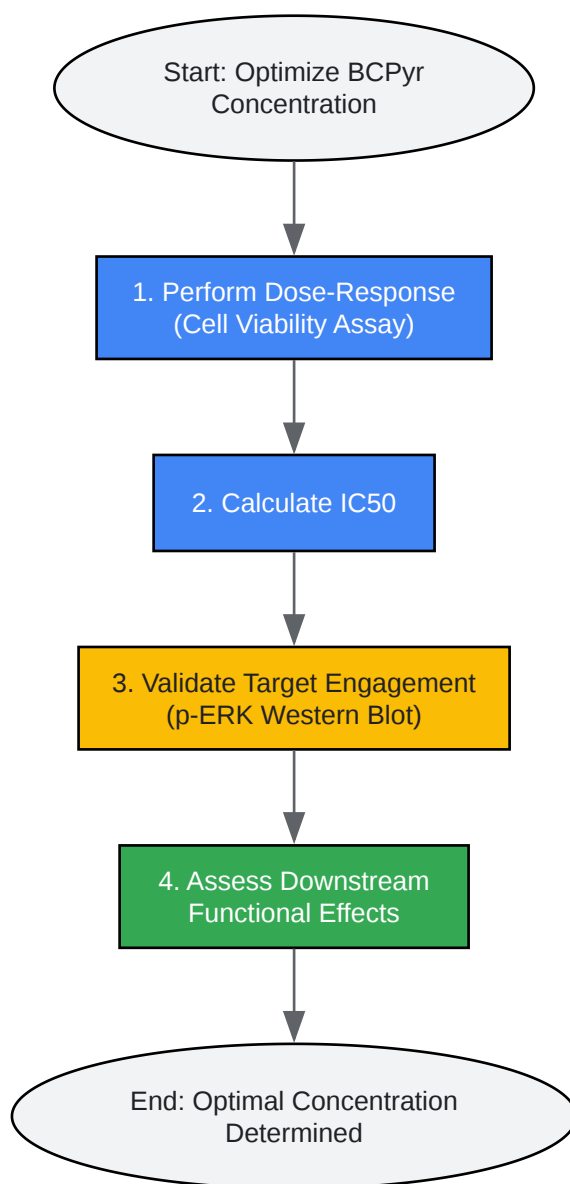 Start: Optimize BCPyr
Concentration
1. Perform Dose-Response
(Cell Viability Assay)
2. Calculate IC50
3. Validate Target Engagement
(p-ERK Western Blot)
4. Assess Downstream
Functional Effects
End: Optimal Concentration
Determined